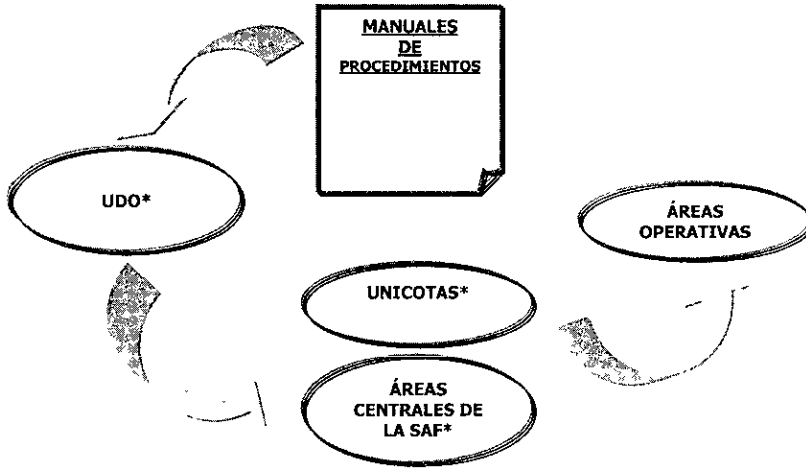 MANUALES
DE
PROCEDIMIENTOS
UDO*
ÁREAS
OPERATIVAS
UNICOTAS*
ÁREAS
CENTRALES DE
LA SAF*